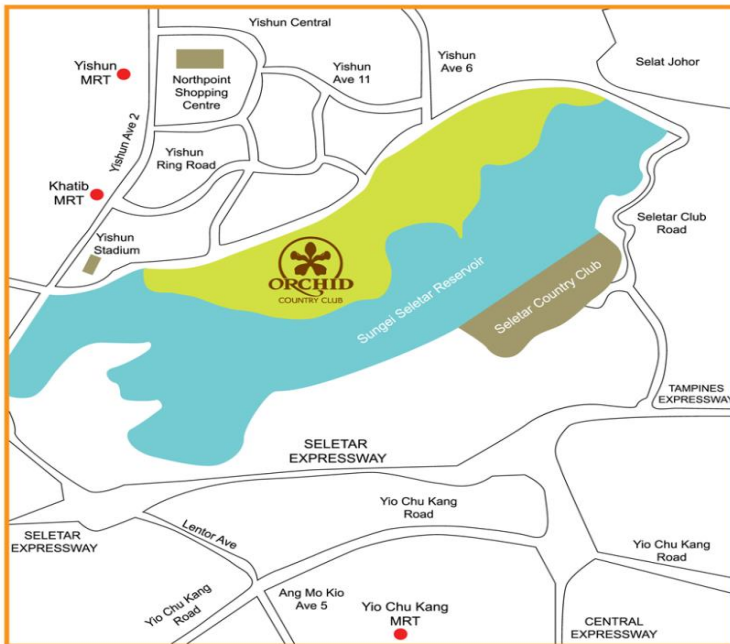 Yishun Central
Yishun
MRT
Northpoint
Shopping
Centre
Yishun
Ave 11
Yishun
Ave 6
Selat Johor
Yishun Ave 2
Yishun
Ring Road
Khatib
MRT
Yishun
Stadium
Seletar Club
Road
ORCHID
COUNTRY CLUB
Sungei Seletar Reservoir
Seletar Country Club
TAMPINES
EXPRESSWAY
SELETAR
EXPRESSWAY
Yio Chu Kang
Road
SELETAR
EXPRESSWAY
Lentor Ave
Yio Chu Kang
Road
Yio Chu Kang
Road
Ang Mo Kio
Ave 5
Yio Chu Kang
MRT
CENTRAL
EXPRESSWAY